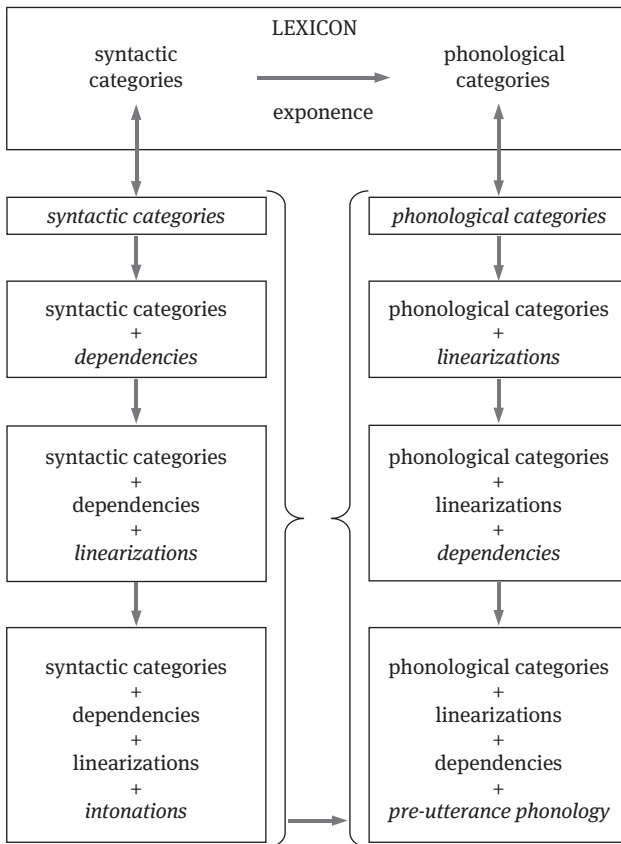 LEXICON
syntactic
categories
phonological
categories
exponence
syntactic categories
syntactic categories
+
dependencies
syntactic categories
+
dependencies
+
linearizations
syntactic categories
+
dependencies
+
linearizations
+
intonations
phonological categories
phonological categories
+
linearizations
phonological categories
+
linearizations
+
dependencies
phonological categories
+
linearizations
+
dependencies
+
pre-utterance phonology